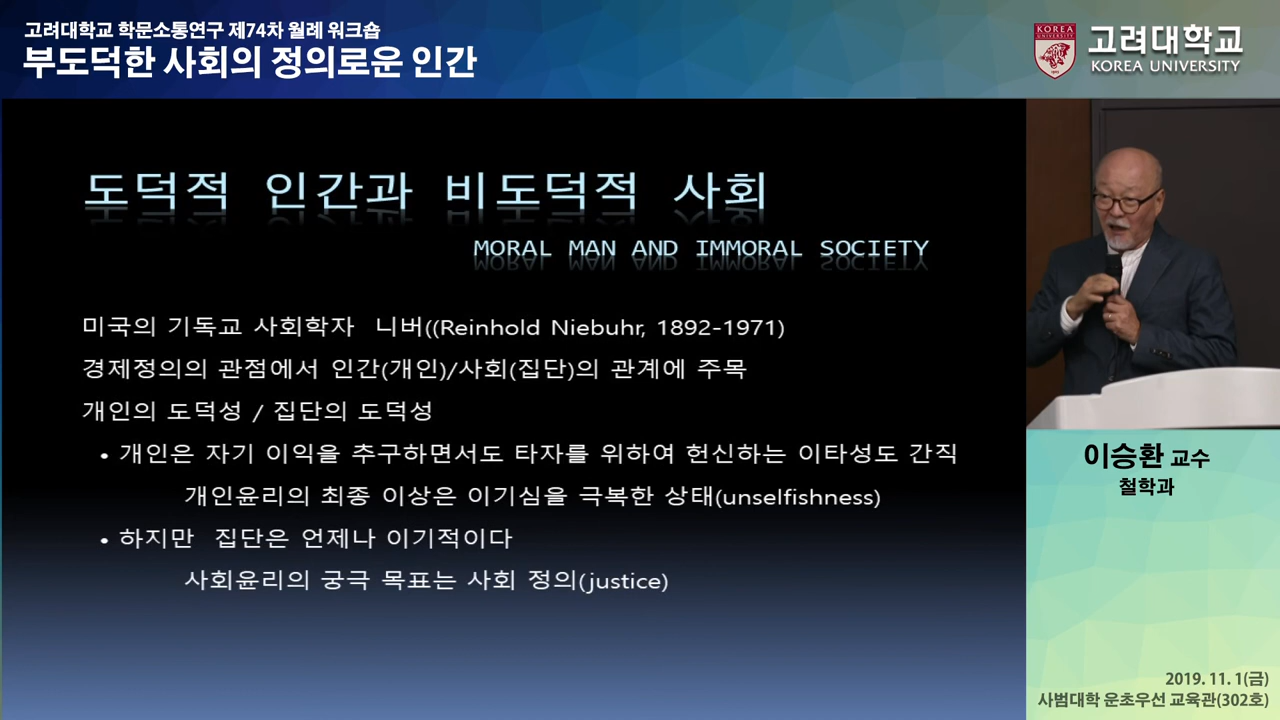 고려대학교 학문소통연구 제74차 월례 워크숍
부도덕한 사회의 정의로운 인간
KOREA
UNIVERSITY
1905
고려대학교
KOREA UNIVERSITY
도덕적 인간과 비도덕적 사회
MORAL MAN AND IMMORAL SOCIETY
미국의 기독교 사회학자 니버((Reinhold Niebuhr, 1892-1971)
경제정의의 관점에서 인간(개인)/사회(집단)의 관계에 주목
개인의 도덕성 / 집단의 도덕성
• 개인은 자기 이익을 추구하면서도 타자를 위하여 헌신하는 이타성도 간직
개인윤리의 최종 이상은 이기심을 극복한 상태(unselfishness)
• 하지만 집단은 언제나 이기적이다
사회윤리의 궁극 목표는 사회 정의(justice)
이승환 교수
철학과
2019. 11. 1(금)
사범대학 운초우선 교육관(302호)